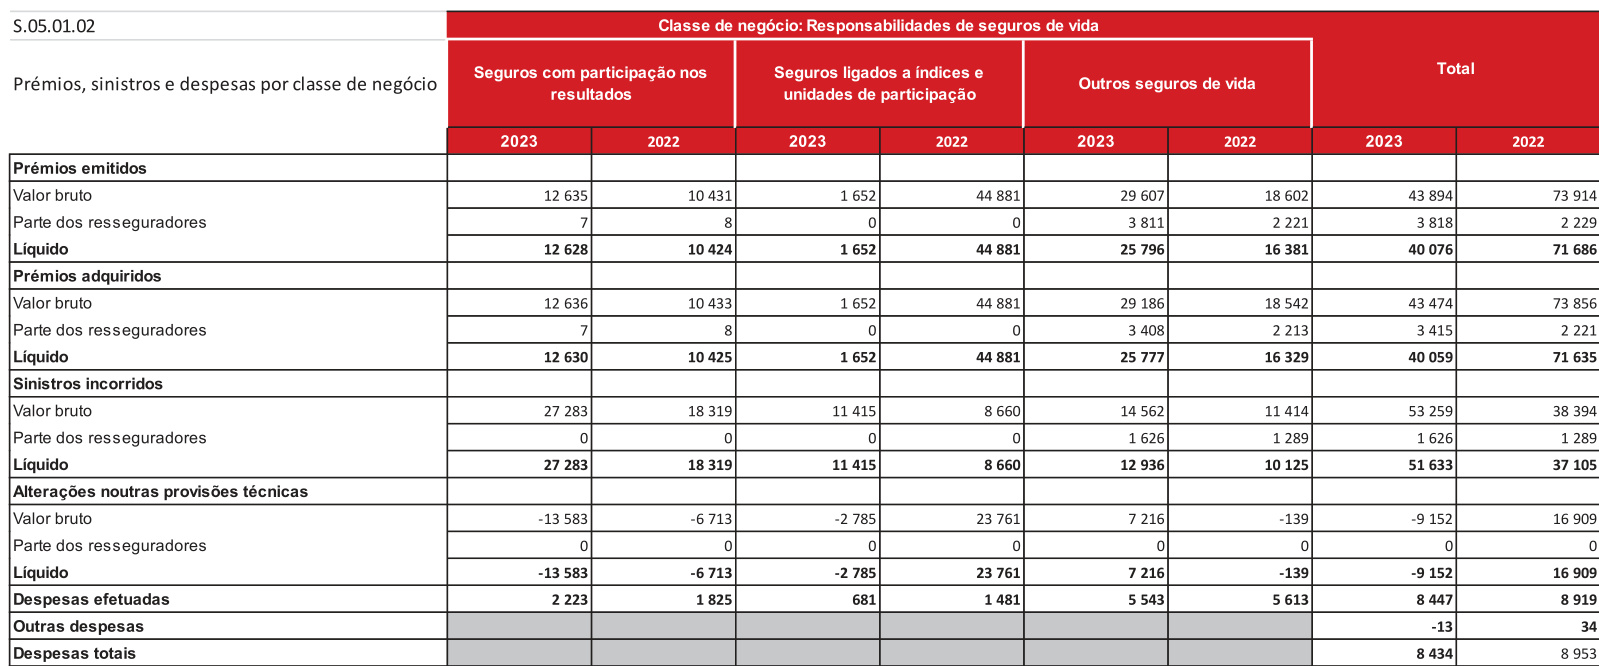 S.05.01.02 Classe de negócio: Responsabilidades de seguros de vida
Prémios, sinistros e despesas por classe de negócio Seguros com participação nos resultados Seguros ligados a índices e unidades de participação Outros seguros de vida Total
2023 2022 2023 2022 2023 2022 2023 2022
Prémios emitidos
Valor bruto 12 635 10 431 1 652 44 881 29 607 18 602 43 894 73 914
Parte dos resseguradores 7 8 0 0 3 811 2 221 3 818 2 229
Líquido 12 628 10 424 1 652 44 881 25 796 16 381 40 076 71 686
Prémios adquiridos
Valor bruto 12 636 10 433 1 652 44 881 29 186 18 542 43 474 73 856
Parte dos resseguradores 7 8 0 0 3 408 2 213 3 415 2 221
Líquido 12 630 10 425 1 652 44 881 25 777 16 329 40 059 71 635
Sinistros incorridos
Valor bruto 27 283 18 319 11 415 8 660 14 562 11 414 53 259 38 394
Parte dos resseguradores 0 0 0 0 1 626 1 289 1 626 1 289
Líquido 27 283 18 319 11 415 8 660 12 936 10 125 51 633 37 105
Alterações noutras provisões técnicas
Valor bruto -13 583 -6 713 -2 785 23 761 7 216 -139 -9 152 16 909
Parte dos resseguradores 0 0 0 0 0 0 0 0
Líquido -13 583 -6 713 -2 785 23 761 7 216 -139 -9 152 16 909
Despesas efetuadas 2 223 1 825 681 1 481 5 543 5 613 8 447 8 919
Outras despesas -13 34
Despesas totais 8 434 8 953